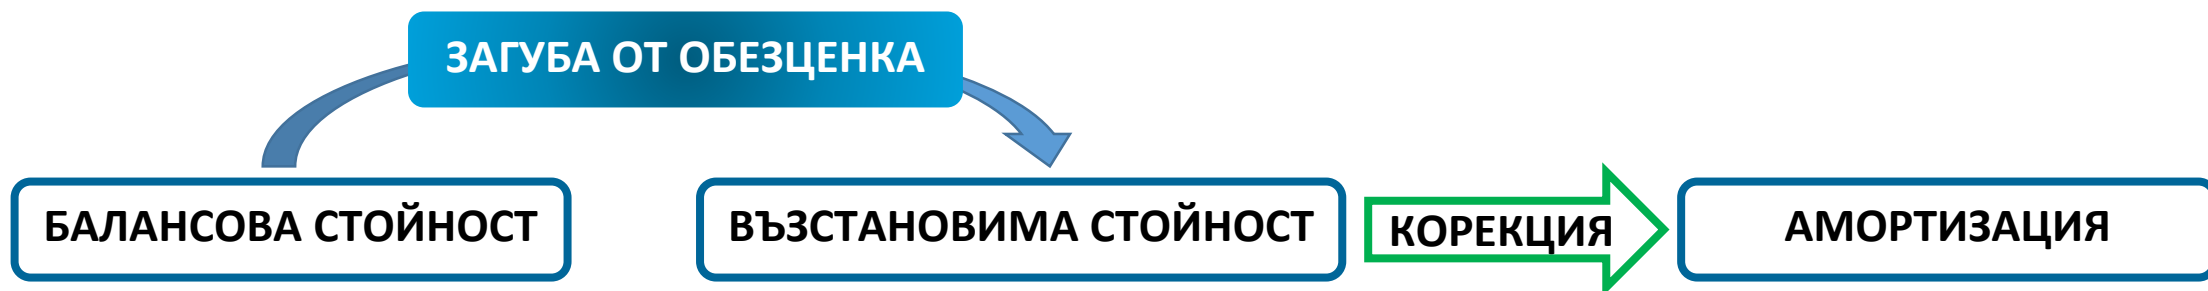 ЗАГУБА ОТ ОБЕЗЦЕНКА
БАЛАНСОВА СТОЙНОСТ
ВЪЗСТАНОВИМА СТОЙНОСТ
КОРЕКЦИЯ
АМОРТИЗАЦИЯ